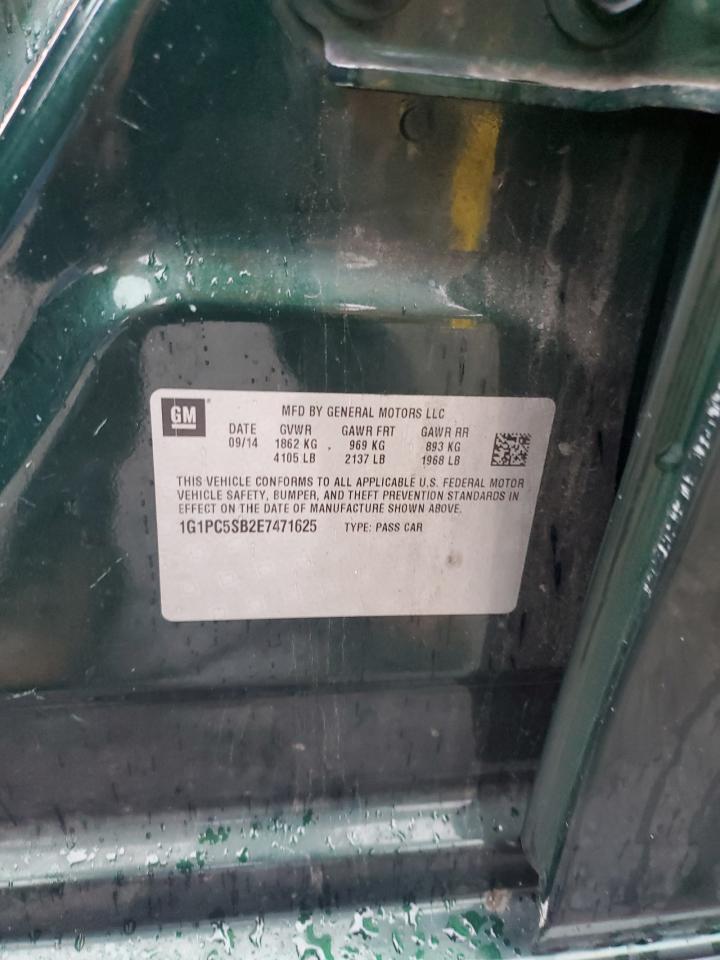 GM
MFD BY GENERAL MOTORS LLC
DATE GVWR GAWR FRT GAWR RR
09/14 1862 KG 969 KG 893 KG
4105 LB 2137 LB 1968 LB
THIS VEHICLE CONFORMS TO ALL APPLICABLE U.S. FEDERAL MOTOR
VEHICLE SAFETY, BUMPER, AND THEFT PREVENTION STANDARDS IN
EFFECT ON THE DATE OF MANUFACTURE SHOWN ABOVE.
1G1PC5SB2E7471625 TYPE: PASS CAR